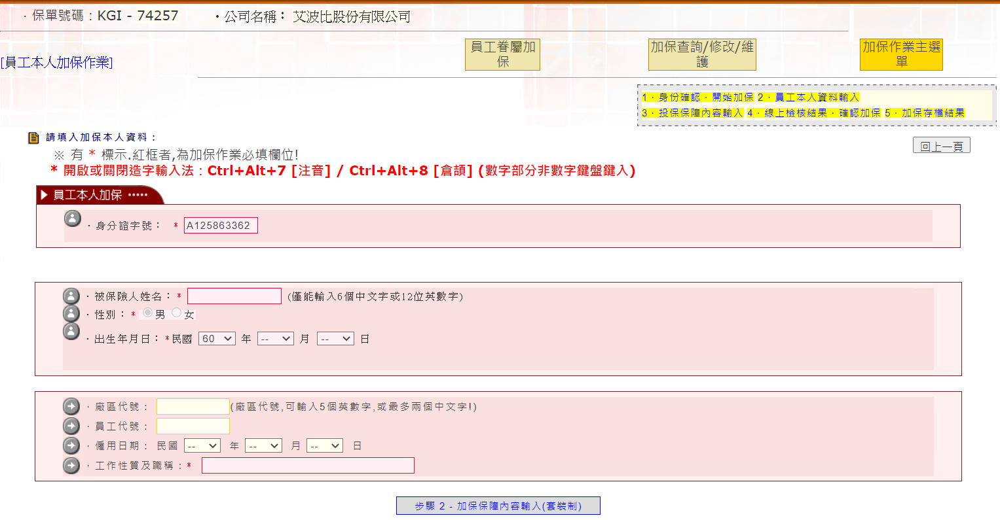 ．保單號碼：KGI - 74257 ．公司名稱： 艾波比股份有限公司
員工眷屬加保 加保查詢/修改/維護 加保作業主選單
[員工本人加保作業]
1．身份確認．開始加保 2．員工本人資料輸入
3．投保保障內容輸入 4．線上檢核結果．確認加保 5．加保存檔結果
請填入加保本人資料：
回上一頁
※ 有 * 標示.紅框者,為加保作業必填欄位!
* 開啟或關閉造字輸入法：Ctrl+Alt+7 [注音] / Ctrl+Alt+8 [倉頡] (數字部分非數字鍵盤鍵入)
員工本人加保 ·····
．身分證字號： * A125863362
．被保險人姓名：* (僅能輸入6個中文字或12位英數字)
．性別：* 男 女
．出生年月日：*民國 60 年 -- 月 -- 日
．廠區代號： (廠區代號,可輸入5個英數字,或最多兩個中文字!)
．員工代號：
．僱用日期： 民國 -- 年 -- 月 -- 日
．工作性質及職稱：*
步驟 2 - 加保保障內容輸入(套裝制)